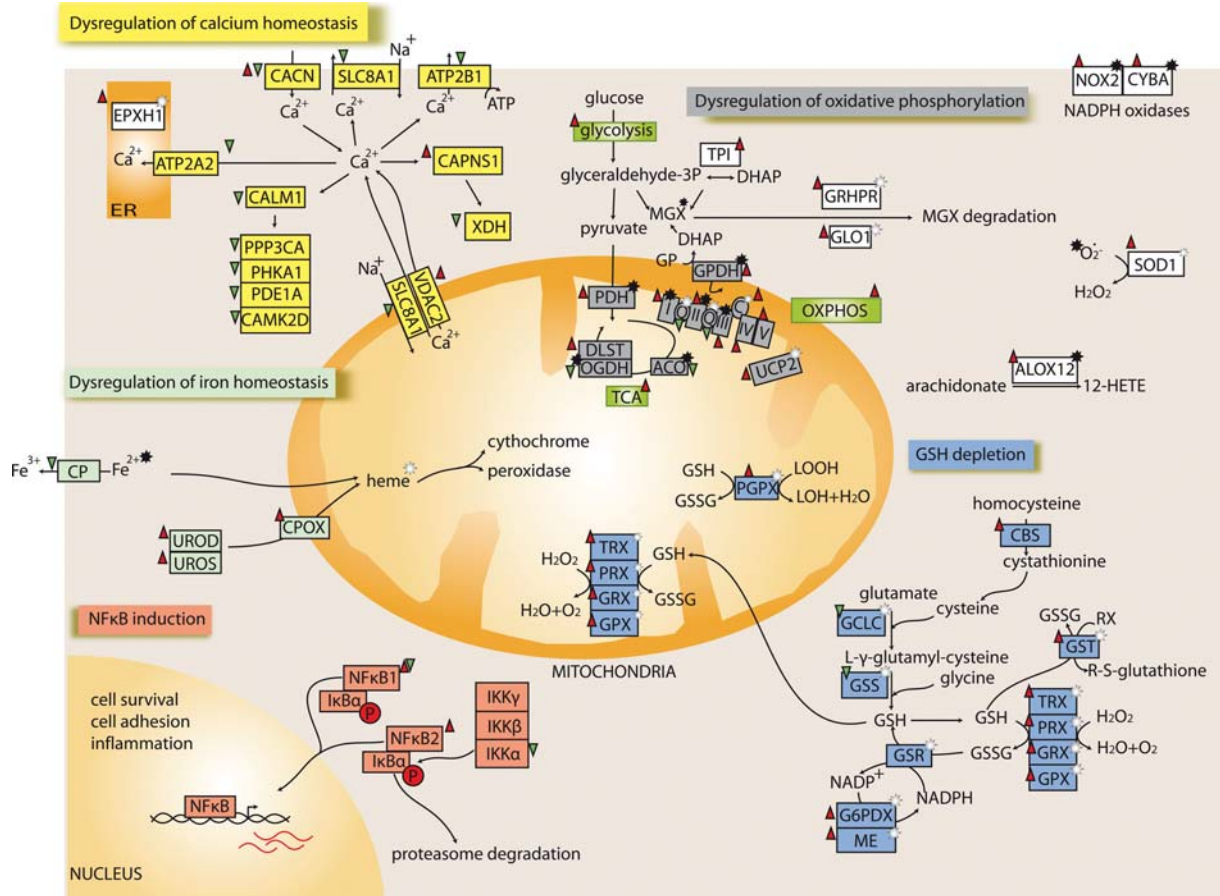 Dysregulation of calcium homeostasis
Na+
CACN
SLC8A1
ATP2B1
Ca2+
Ca2+
Ca2+
ATP
EPXH1
Ca2+
ATP2A2
ER
Ca2+
CAPNS1
XDH
CALM1
PPP3CA
PHKA1
PDE1A
CAMK2D
Na+
SLC8A1
VDAC2
Ca2+
glucose
glycolysis
glyceraldehyde-3P
pyruvate
Dysregulation of oxidative phosphorylation
TPI
DHAP
MGX
DHAP
GP
GPDH
GRHPR
GLO1
MGX degradation
NOX2
CYBA
NADPH oxidases
O2.-
SOD1
H2O2
PDH
I
Q
II
Q
III
C
IV
V
OXPHOS
DLST
OGDH
ACO
UCP2
TCA
ALOX12
arachidonate
12-HETE
Dysregulation of iron homeostasis
Fe3+
CP
Fe2+
heme
cythochrome
peroxidase
CPOX
UROD
UROS
GSH
GSSG
PGPX
LOOH
LOH+H2O
TRX
PRX
GRX
GPX
H2O2
H2O+O2
GSH
GSSG
MITOCHONDRIA
GSH depletion
homocysteine
CBS
cystathionine
glutamate
cysteine
GCLC
L-γ-glutamyl-cysteine
glycine
GSS
GSH
GSH
GSSG
RX
GST
R-S-glutathione
TRX
PRX
GRX
GPX
H2O2
H2O+O2
GSR
GSSG
NADP+
NADPH
G6PDX
ME
NFκB induction
cell survival
cell adhesion
inflammation
NFκB1
IκBα
P
NFκB2
IκBα
P
IKKγ
IKKβ
IKKα
NFκB
proteasome degradation
NUCLEUS